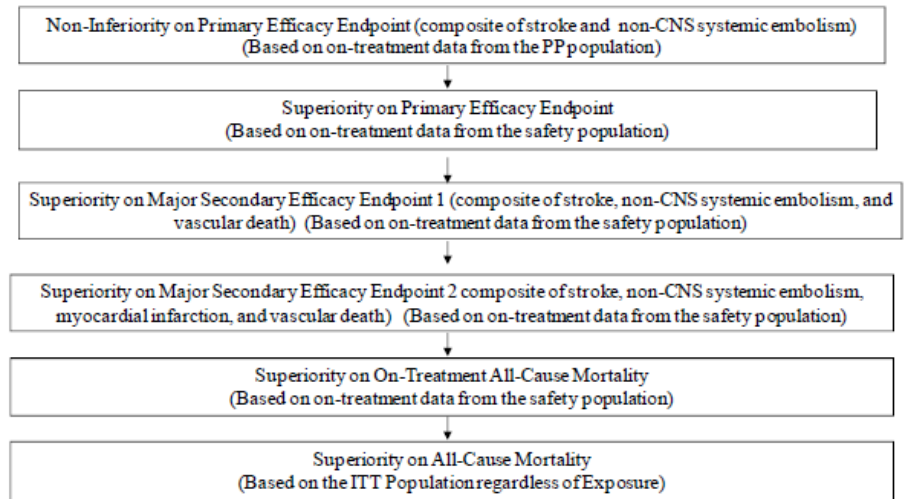 Non-Inferiority on Primary Efficacy Endpoint (composite of stroke and non-CNS systemic embolism)
(Based on on-treatment data from the PP population)
Superiority on Primary Efficacy Endpoint
(Based on on-treatment data from the safety population)
Superiority on Major Secondary Efficacy Endpoint 1 (composite of stroke, non-CNS systemic embolism, and
vascular death) (Based on on-treatment data from the safety population)
Superiority on Major Secondary Efficacy Endpoint 2 composite of stroke, non-CNS systemic embolism,
myocardial infarction, and vascular death) (Based on on-treatment data from the safety population)
Superiority on On-Treatment All-Cause Mortality
(Based on on-treatment data from the safety population)
Superiority on All-Cause Mortality
(Based on the ITT Population regardless of Exposure)